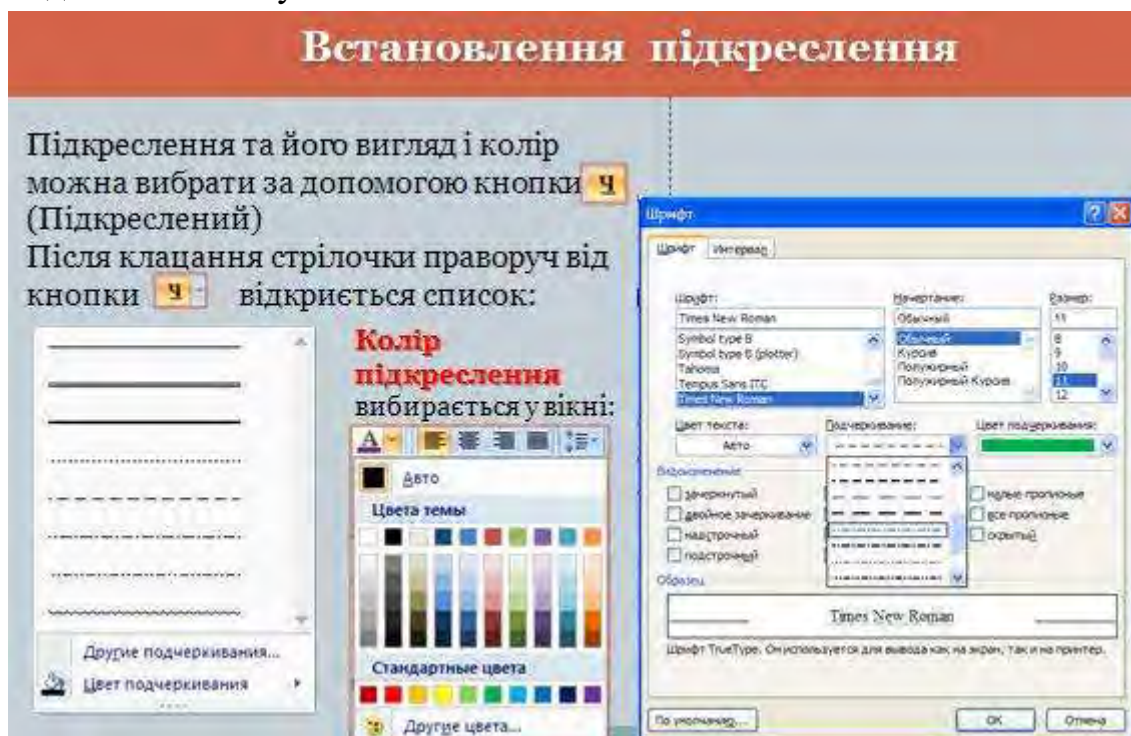 Встановлення підкреслення
Підкреслення та його вигляд і колір
можна вибрати за допомогою кнопки Ч
(Підкреслений)
Після клацання стрілочки праворуч від
кнопки Ч відкриється список:
Другие подчеркивания...
Цвет подчеркивания
Колір
підкреслення
вибирається у вікні:
А
Авто
Цвета темы
Стандартные цвета
Другие цвета...
Шрифт
Шрифт Интервал
Шрифт: Начертание: Размер:
Times New Roman Обычный 11
Symbol type B Обычный 8
Symbol type B (plotter) Курсив 9
Tahoma Полужирный 10
Tempus Sans ITC Полужирный Курсив 11
Times New Roman 12
Цвет текста: Подчеркивание: Цвет подчеркивания:
Авто
Видоизменение
зачеркнутый малые прописные
двойное зачеркивание все прописные
надстрочный скрытый
подстрочный
Образец
Times New Roman
Шрифт TrueType. Он используется для вывода как на экран, так и на принтер.
По умолчанию... ОК Отмена